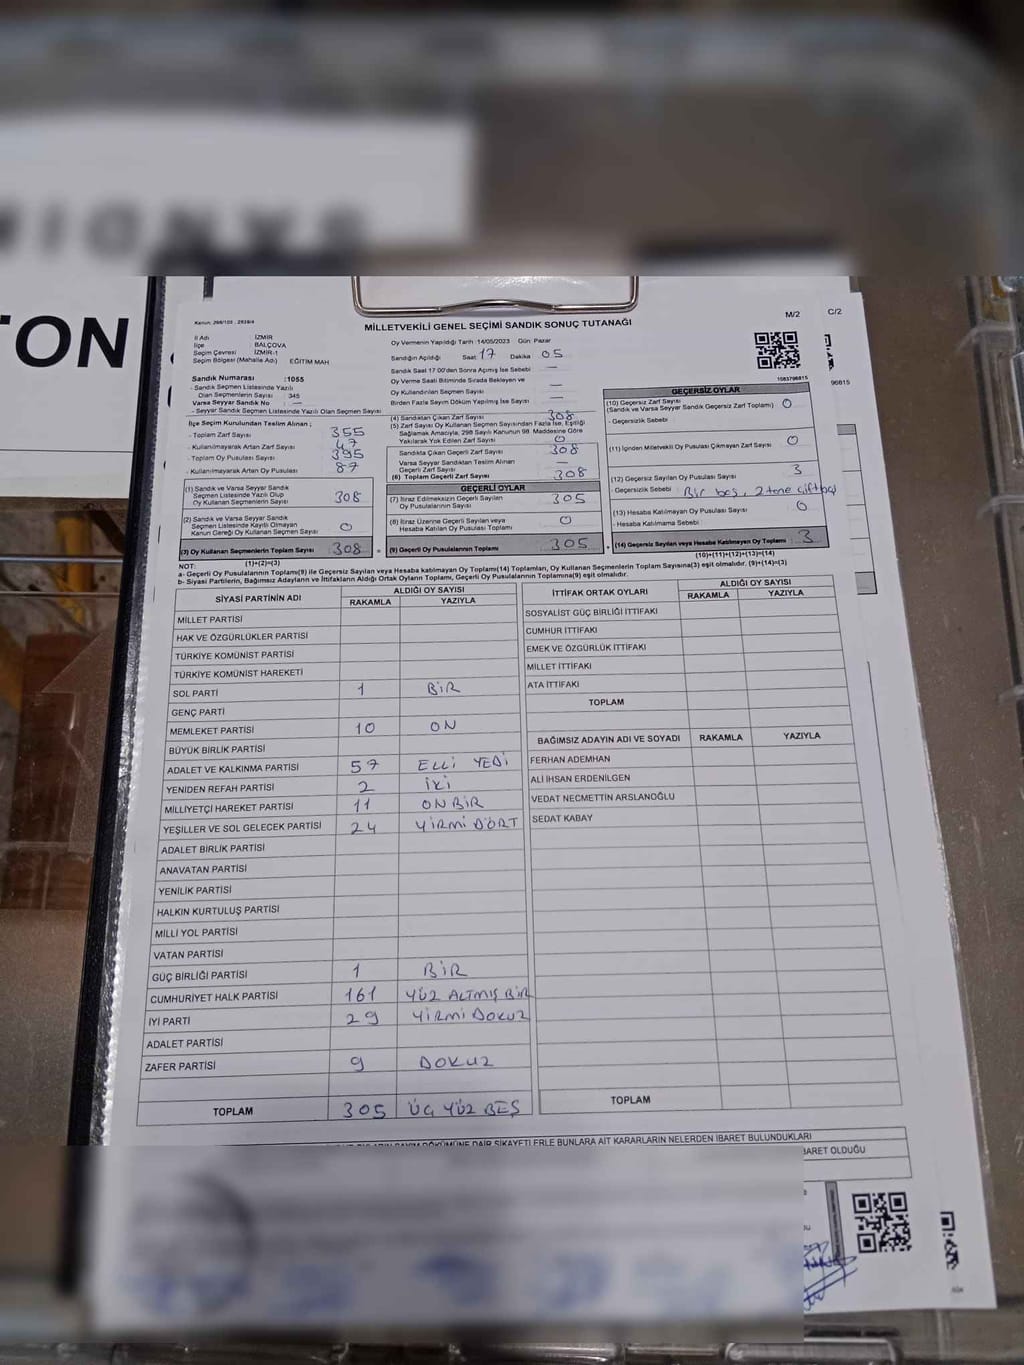 TON
M/2
C/2
Kanun: 298/105 , 2839/4
MİLLETVEKİLİ GENEL SEÇİMİ SANDIK SONUÇ TUTANAĞI
İl Adı : İZMİR
İlçe : BALÇOVA
Seçim Çevresi : İZMİR-1
Seçim Bölgesi (Mahalle Adı) : EĞİTİM MAH
Oy Vermenin Yapıldığı Tarih :14/05/2023 Gün: Pazar
Sandığın Açıldığı Saat 17 Dakika 05
Sandık Saat 17:00'den Sonra Açılmış İse Sebebi —
Oy Verme Saati Bitiminde Sırada Bekleyen ve
Oy Kullandırılan Seçmen Sayısı —
Birden Fazla Sayım Döküm Yapılmış İse Sayısı —
Sandık Numarası :1055
- Sandık Seçmen Listesinde Yazılı
Olan Seçmenlerin Sayısı : 345
Varsa Seyyar Sandık No :—
- Seyyar Sandık Seçmen Listesinde Yazılı Olan Seçmen Sayısı
İlçe Seçim Kurulundan Teslim Alınan ;
- Toplam Zarf Sayısı 355
- Kullanılmayarak Artan Zarf Sayısı 47
- Toplam Oy Pusulası Sayısı 395
- Kullanılmayarak Artan Oy Pusulası 87
(1) Sandık ve Varsa Seyyar Sandık
Seçmen Listesinde Yazılı Olup
Oy Kullanan Seçmenlerin Sayısı 308
(2) Sandık ve Varsa Seyyar Sandık
Seçmen Listesinde Kayıtlı Olmayan
Kanun Gereği Oy Kullanan Seçmen Sayısı 0
(3) Oy Kullanan Seçmenlerin Toplam Sayısı 308
(1)+(2)=(3)
(4) Sandıktan Çıkan Zarf Sayısı 308
(5) Zarf Sayısı Oy Kullanan Seçmen Sayısından Fazla İse, Eşitliği
Sağlamak Amacıyla, 298 Sayılı Kanunun 98. Maddesine Göre
Yakılarak Yok Edilen Zarf Sayısı 0
Sandıkta Çıkan Geçerli Zarf Sayısı 308
Varsa Seyyar Sandıktan Teslim Alınan
Geçerli Zarf Sayısı —
(6) Toplam Geçerli Zarf Sayısı 308
GEÇERLİ OYLAR
(7) İtiraz Edilmeksizin Geçerli Sayılan
Oy Pusulalarının Sayısı 305
(8) İtiraz Üzerine Geçerli Sayılan veya
Hesaba Katılan Oy Pusulası Toplamı 0
(9) Geçerli Oy Pusulalarının Toplamı 305
1083796815
96815
GEÇERSİZ OYLAR
(10) Geçersiz Zarf Sayısı
(Sandık ve Varsa Seyyar Sandık Geçersiz Zarf Toplamı) 0
- Geçersizlik Sebebi
(11) İçinden Milletvekili Oy Pusulası Çıkmayan Zarf Sayısı 0
(12) Geçersiz Sayılan Oy Pusulası Sayısı 3
- Geçersizlik Sebebi Bir boş, 2 tane çift
(13) Hesaba Katılmayan Oy Pusulası Sayısı 0
- Hesaba Katılmama Sebebi
(14) Geçersiz Sayılan veya Hesaba Katılmayan Oy Toplamı 3
(10)+(11)+(12)+(13)=(14)
NOT:
a- Geçerli Oy Pusulalarının Toplamı(9) ile Geçersiz Sayılan veya Hesaba katılmayan Oy Toplamı(14) Toplamları, Oy Kullanan Seçmenlerin Toplam Sayısına(3) eşit olmalıdır. (9)+(14)=(3)
b- Siyasi Partilerin, Bağımsız Adayların ve İttifakların Aldığı Ortak Oyların Toplamı, Geçerli Oy Pusulalarının Toplamına(9) eşit olmalıdır.
SİYASİ PARTİNİN ADI ALDIĞI OY SAYISI
RAKAMLA YAZIYLA
MİLLET PARTİSİ
HAK VE ÖZGÜRLÜKLER PARTİSİ
TÜRKİYE KOMÜNİST PARTİSİ
TÜRKİYE KOMÜNİST HAREKETİ
SOL PARTİ 1 BİR
GENÇ PARTİ
MEMLEKET PARTİSİ 10 ON
BÜYÜK BİRLİK PARTİSİ
ADALET VE KALKINMA PARTİSİ 57 ELLİ YEDİ
YENİDEN REFAH PARTİSİ 2 İKİ
MİLLİYETÇİ HAREKET PARTİSİ 11 ONBİR
YEŞİLLER VE SOL GELECEK PARTİSİ 24 YİRMİ DÖRT
ADALET BİRLİK PARTİSİ
ANAVATAN PARTİSİ
YENİLİK PARTİSİ
HALKIN KURTULUŞ PARTİSİ
MİLLİ YOL PARTİSİ
VATAN PARTİSİ
GÜÇ BİRLİĞİ PARTİSİ 1 BİR
CUMHURİYET HALK PARTİSİ 161 YÜZ ALTMIŞ BİR
İYİ PARTİ 29 YİRMİ DOKUZ
ADALET PARTİSİ
ZAFER PARTİSİ 9 DOKUZ
TOPLAM 305 ÜÇ YÜZ BEŞ
İTTİFAK ORTAK OYLARI ALDIĞI OY SAYISI
RAKAMLA YAZIYLA
SOSYALİST GÜÇ BİRLİĞİ İTTİFAKI
CUMHUR İTTİFAKI
EMEK VE ÖZGÜRLÜK İTTİFAKI
MİLLET İTTİFAKI
ATA İTTİFAKI
TOPLAM
BAĞIMSIZ ADAYIN ADI VE SOYADI RAKAMLA YAZIYLA
FERHAN ADEMHAN
ALİ İHSAN ERDENİLGEN
VEDAT NECMETTİN ARSLANOĞLU
SEDAT KABAY
TOPLAM
DÖKÜMÜNE DAİR ŞİKAYETLERLE BUNLARA AİT KARARLARIN NELERDEN İBARET BULUNDUKLARI
BARET OLDUĞU